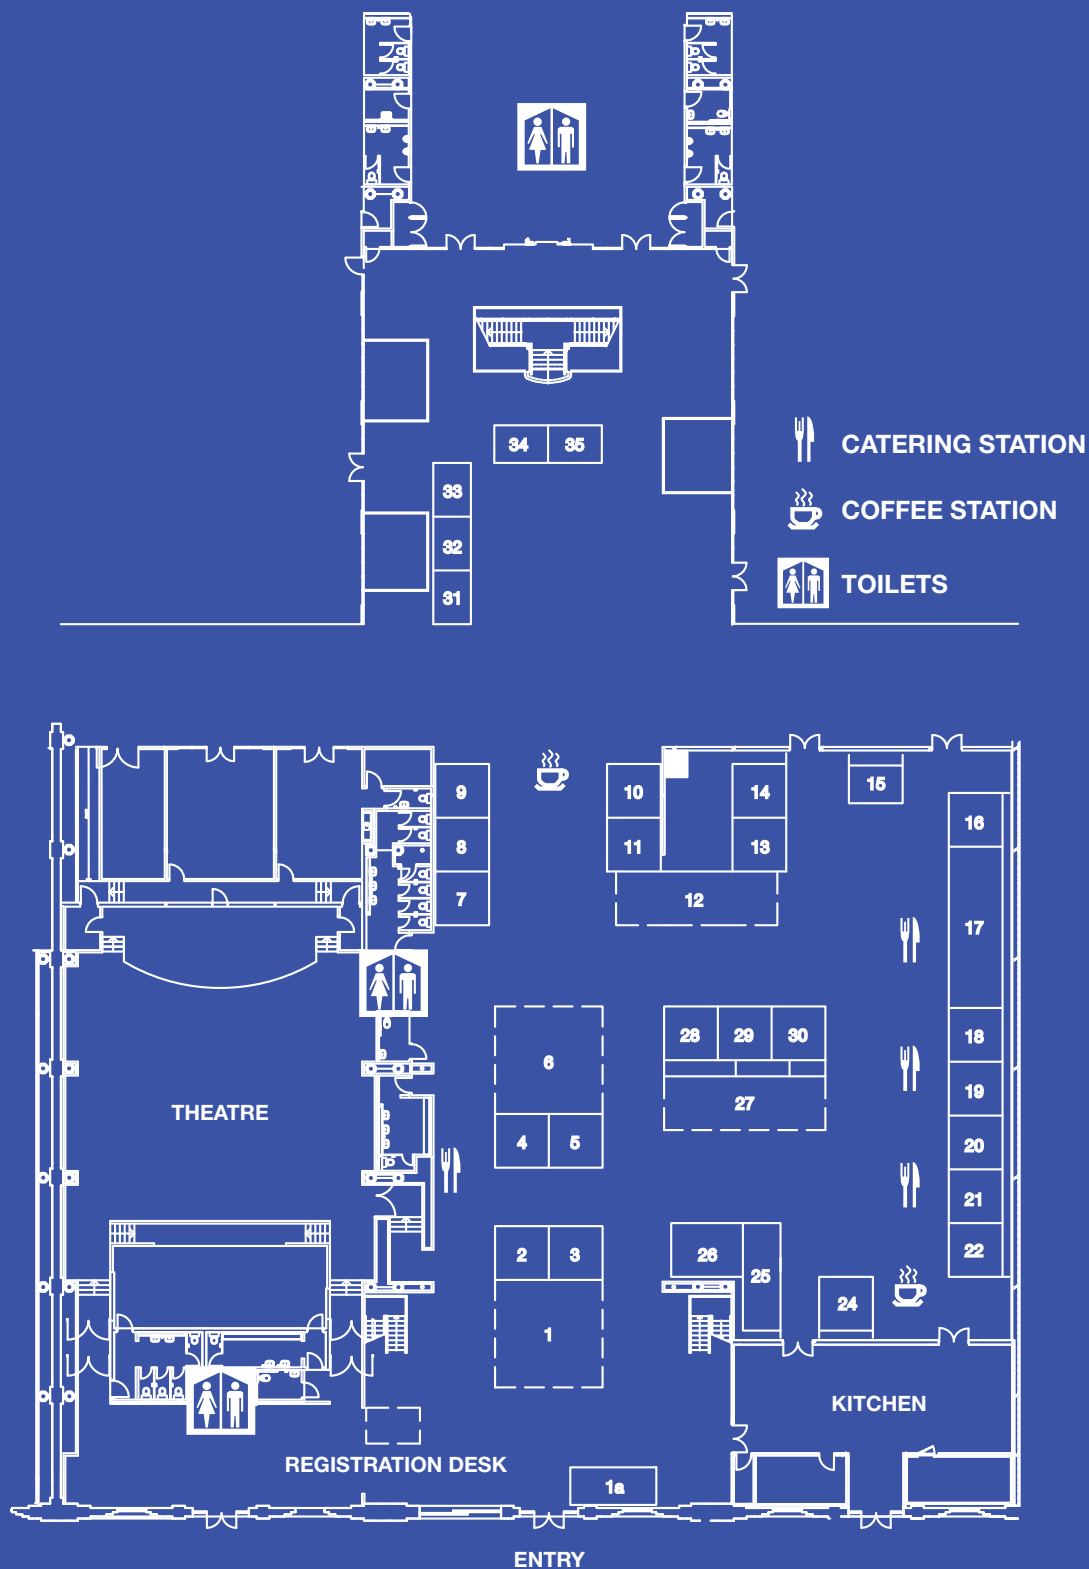 34 35
CATERING STATION
33
COFFEE STATION
32
TOILETS
31
9 10 14 15
16
8 11 13
7 12 17
6 28 29 30 18
27 19
THEATRE
4 5 20
21
2 3 26 22
25 24
1
KITCHEN
REGISTRATION DESK
1a
ENTRY